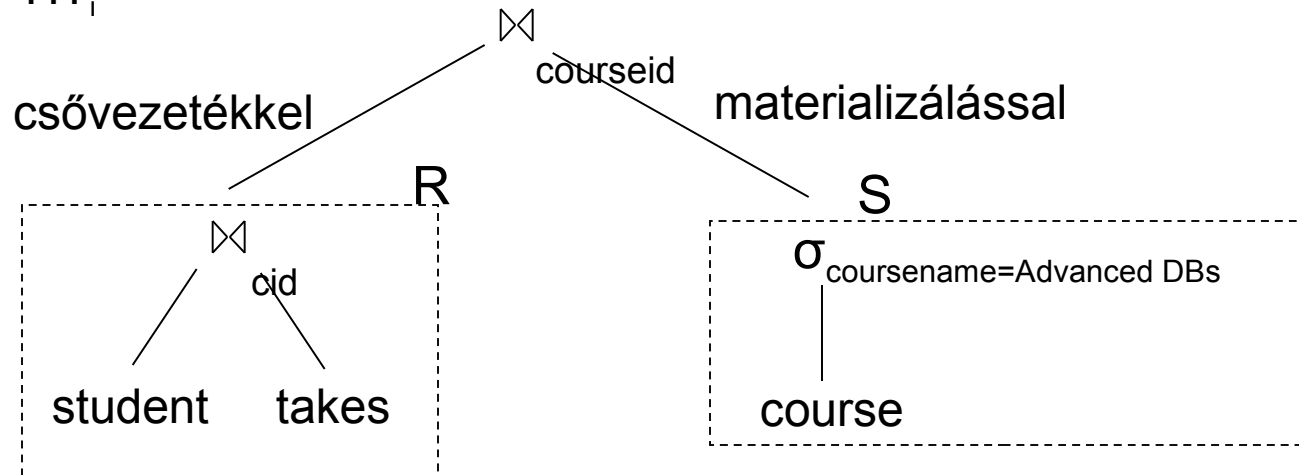 ⋈
courseid
csővezetékkel
materializálással
R
S
⋈
cid
σcoursename=Advanced DBs
student takes
course